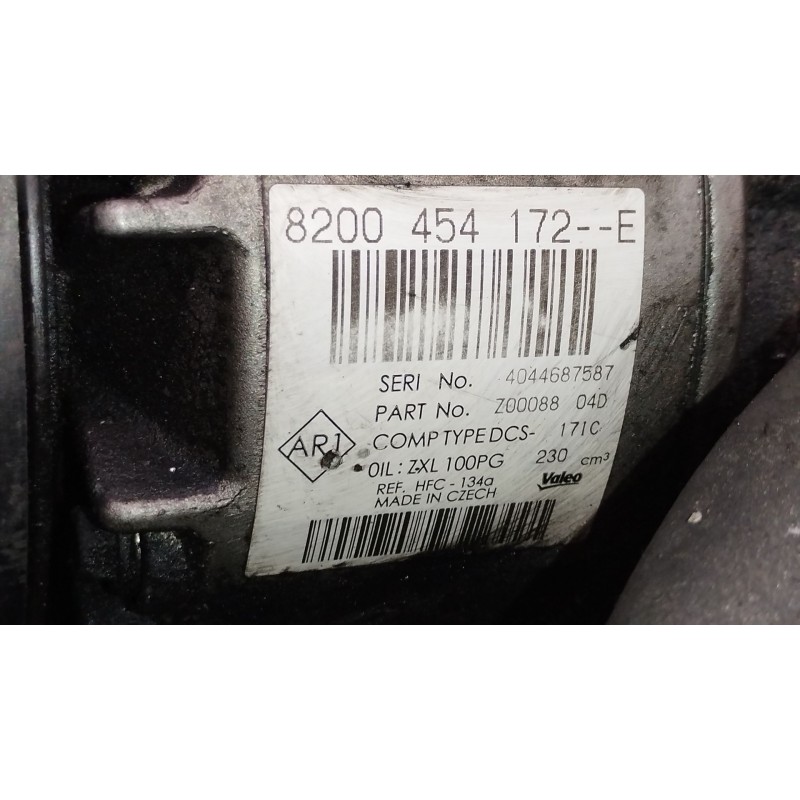 8200 454 172--E
SERI No. 4044687587
PART No. Z00088 04D
AR1 COMP TYPE DCS- 171C
OIL: ZXL 100PG 230 cm³
REF. HFC - 134a
MADE IN CZECH
Valeo